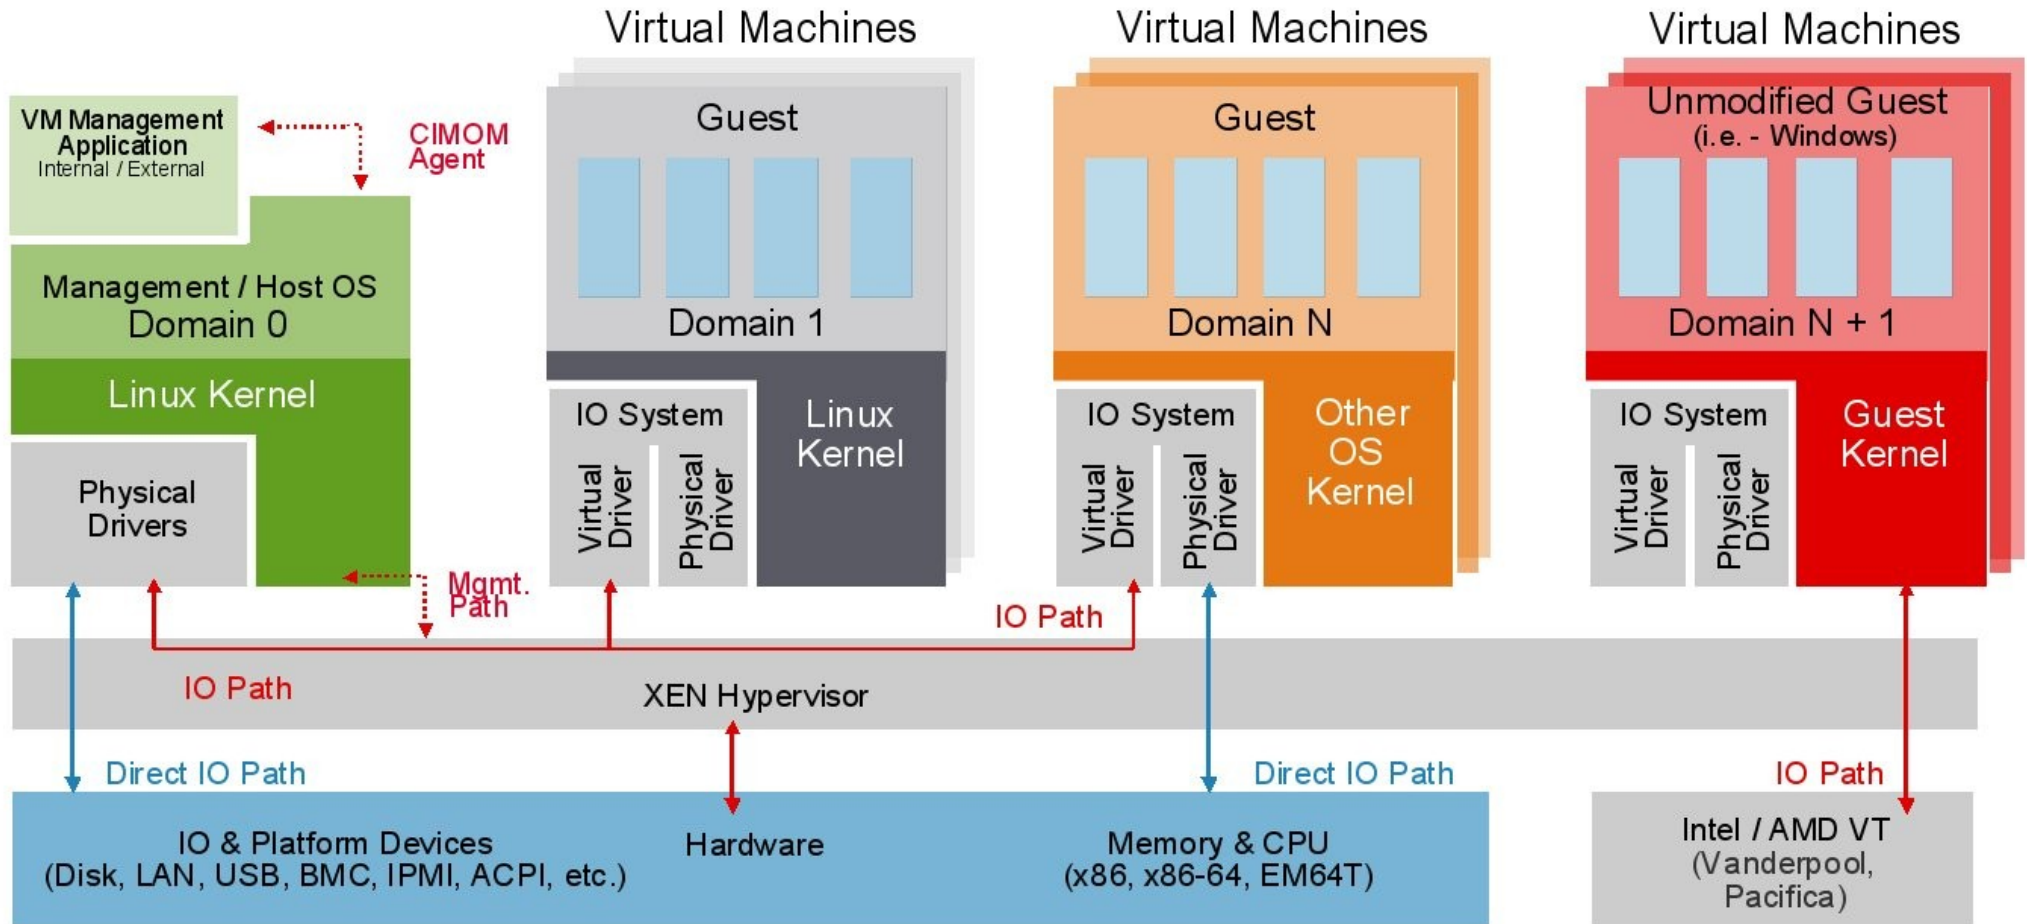 Virtual Machines
Virtual Machines
Virtual Machines
VM Management
Application
Internal / External
CIMOM
Agent
Management / Host OS
Domain 0
Linux Kernel
Physical
Drivers
Mgmt.
Path
Guest
Domain 1
IO System
Virtual
Driver
Physical
Driver
Linux
Kernel
Guest
Domain N
IO System
Virtual
Driver
Physical
Driver
Other
OS
Kernel
Unmodified Guest
(i.e. - Windows)
Domain N + 1
IO System
Virtual
Driver
Physical
Driver
Guest
Kernel
IO Path
IO Path
XEN Hypervisor
Direct IO Path
Direct IO Path
IO Path
IO & Platform Devices
(Disk, LAN, USB, BMC, IPMI, ACPI, etc.)
Hardware
Memory & CPU
(x86, x86-64, EM64T)
Intel / AMD VT
(Vanderpool,
Pacifica)